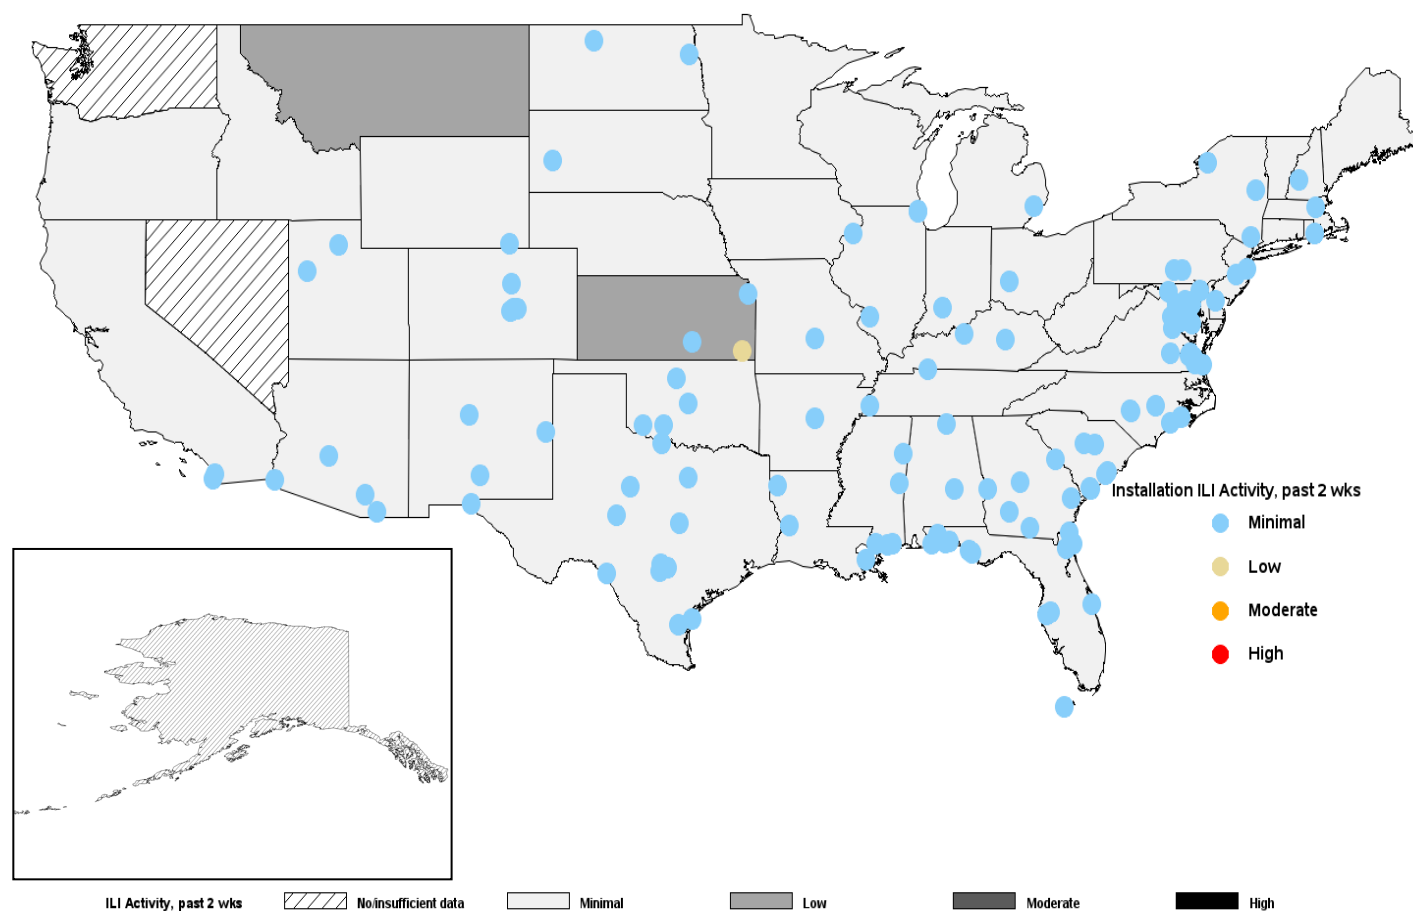 Installation ILI Activity, past 2 wks
Minimal
Low
Moderate
High
ILI Activity, past 2 wks No/insufficient data Minimal Low Moderate High